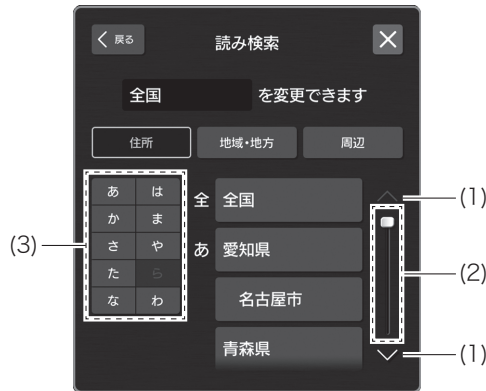 戻る
読み検索
全国 を変更できます
住所 地域・地方 周辺
あ は
か ま
さ や
た ら
な わ
全 全国
あ 愛知県
名古屋市
青森県
(1)
(2)
(1)
(3)